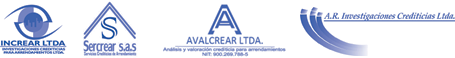 INCREAR LTDA
INVESTIGACIONES CREDITICIAS
PARA ARRENDAMIENTOS LTDA.
S
Sercrear s.a.s
Servicios Crediticios de Arrendamiento
A
AVALCREAR LTDA.
Análisis y valoración crediticia para arrendamientos
NIT: 900.269.786-5
A.R. Investigaciones Crediticias Ltda.